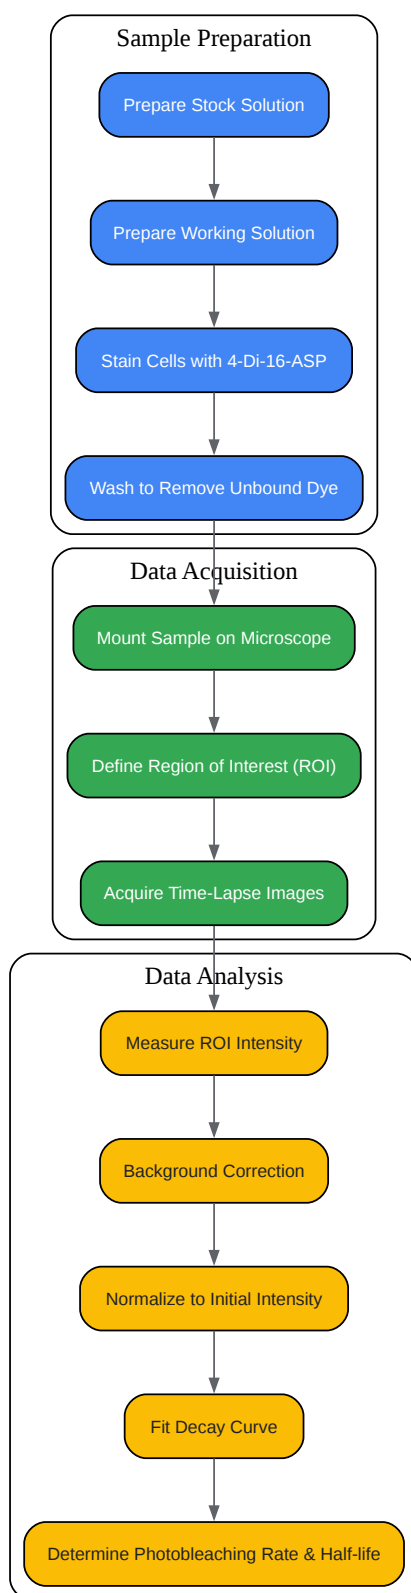 Sample Preparation
Prepare Stock Solution
Prepare Working Solution
Stain Cells with 4-Di-16-ASP
Wash to Remove Unbound Dye
Data Acquisition
Mount Sample on Microscope
Define Region of Interest (ROI)
Acquire Time-Lapse Images
Data Analysis
Measure ROI Intensity
Background Correction
Normalize to Initial Intensity
Fit Decay Curve
Determine Photobleaching Rate & Half-life